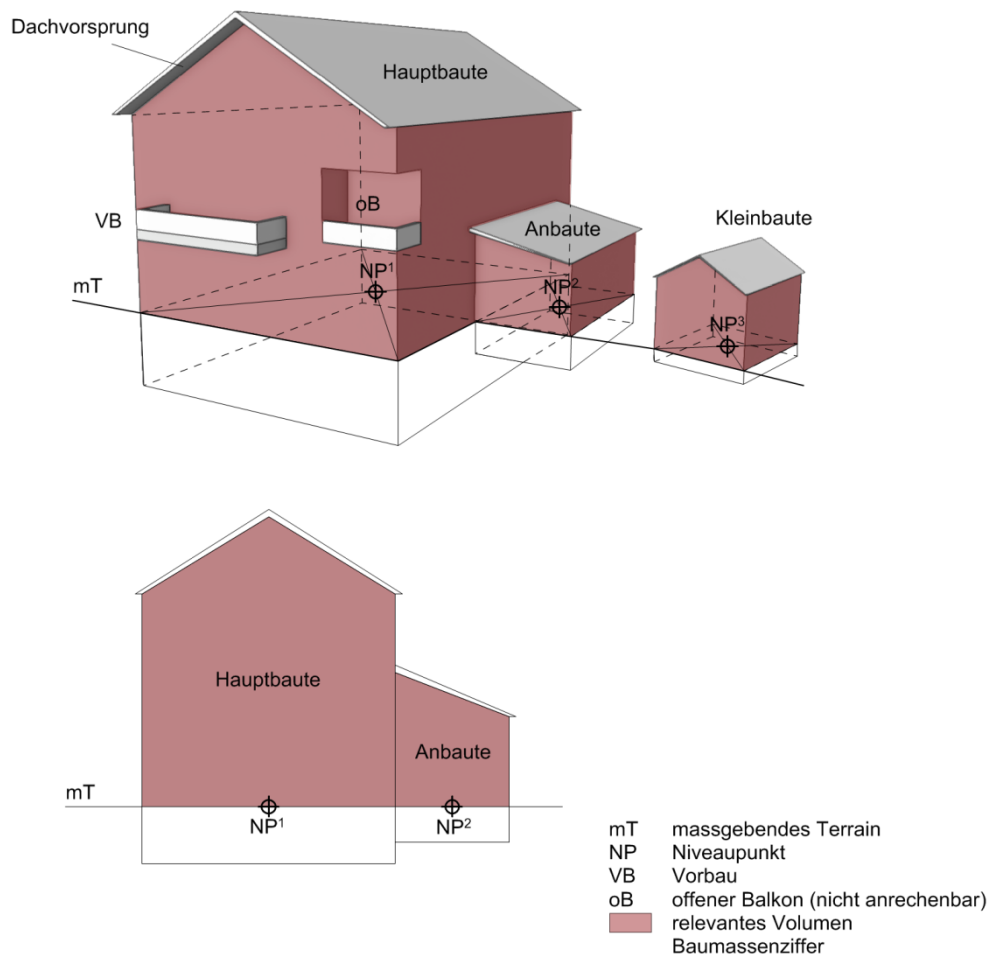 Dachvorsprung
Hauptbaute
oB
VB
Kleinbaute
Anbaute
mT
NP¹
NP²
NP³
Hauptbaute
Anbaute
mT
NP¹
NP²
mT massgebendes Terrain
NP Niveaupunkt
VB Vorbau
oB offener Balkon (nicht anrechenbar)
relevantes Volumen
Baumassenziffer